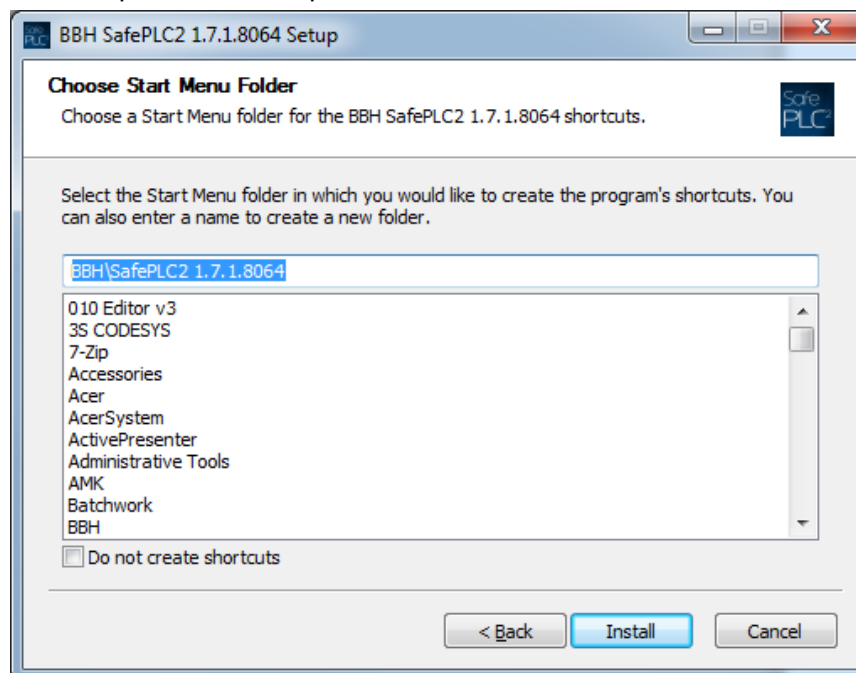 Safe PLC BBH SafePLC2 1.7.1.8064 Setup
Choose Start Menu Folder
Choose a Start Menu folder for the BBH SafePLC2 1.7.1.8064 shortcuts.
Safe
PLC²
Select the Start Menu folder in which you would like to create the program's shortcuts. You
can also enter a name to create a new folder.
BBH\SafePLC2 1.7.1.8064
010 Editor v3
3S CODESYS
7-Zip
Accessories
Acer
AcerSystem
ActivePresenter
Administrative Tools
AMK
Batchwork
BBH
Do not create shortcuts
< Back Install Cancel